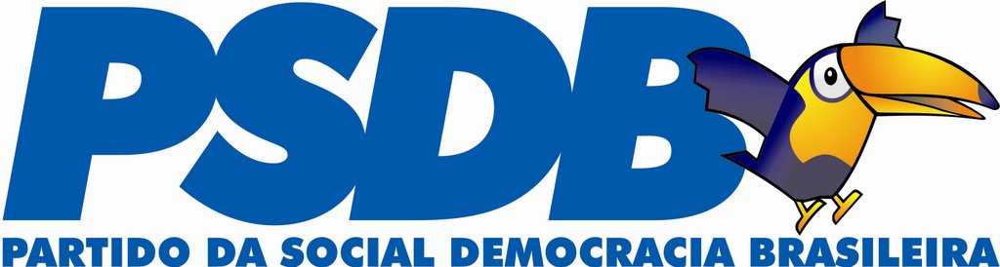 PSDB
PARTIDO DA SOCIAL DEMOCRACIA BRASILEIRA